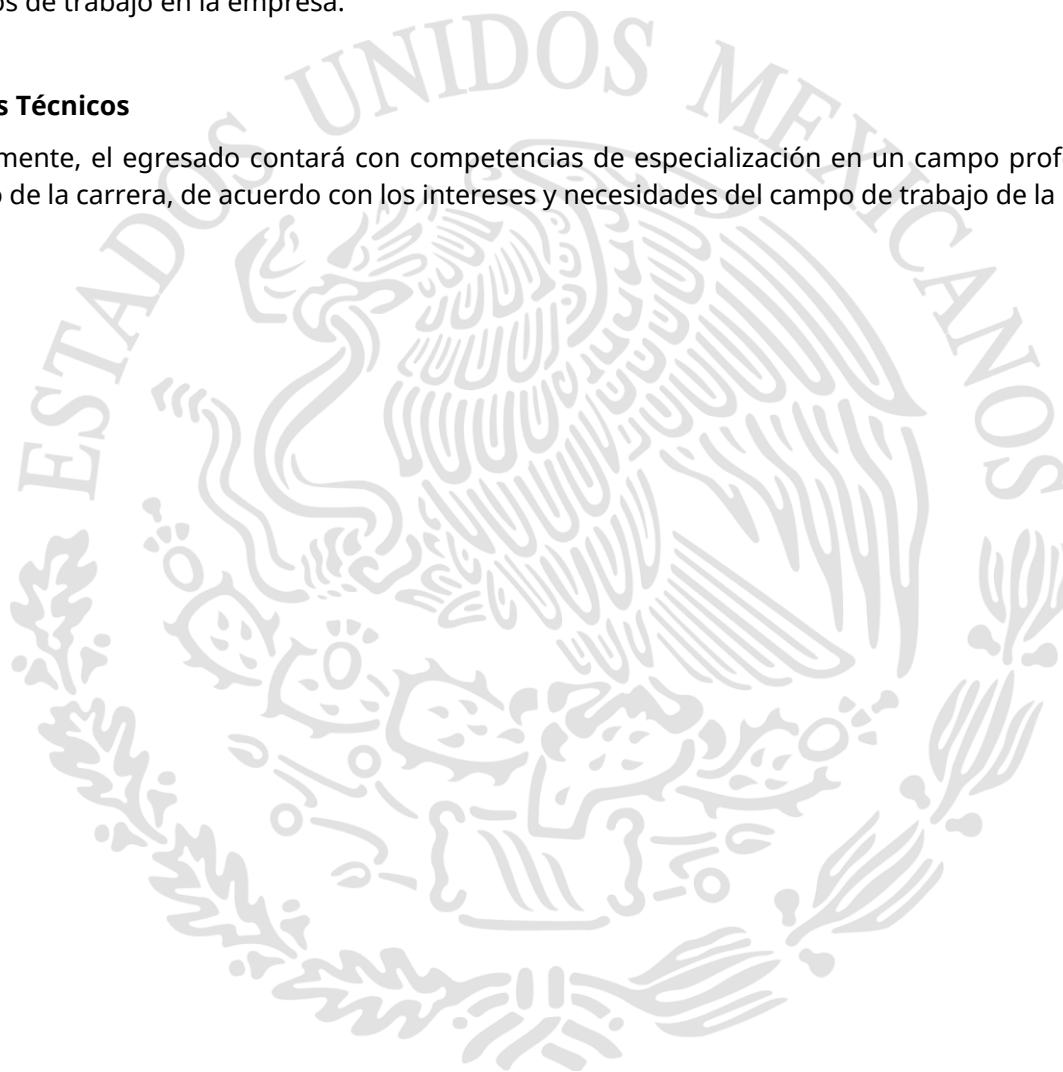 os de trabajo en la empresa.
s Técnicos
mente, el egresado contará con competencias de especialización en un campo prof
o de la carrera, de acuerdo con los intereses y necesidades del campo de trabajo de la
ESTADOS UNIDOS MEXICANOS